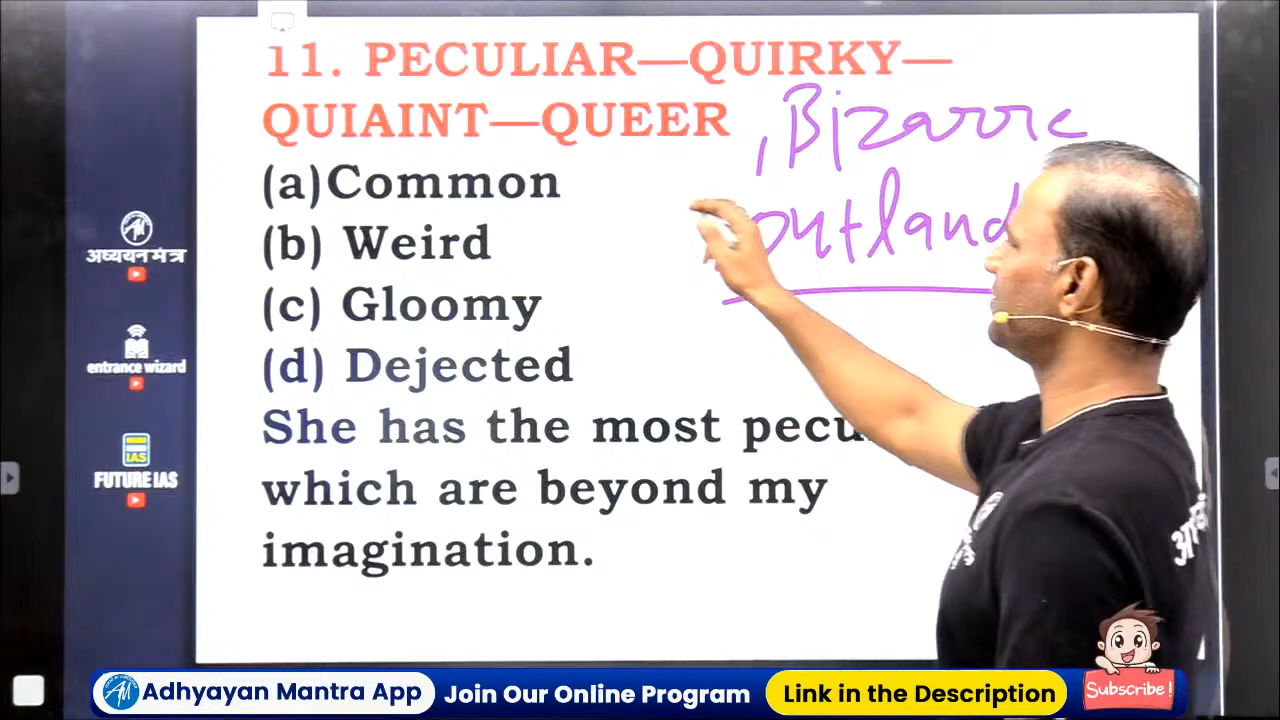 11. PECULIAR—QUIRKY—
QUIAINT—QUEER
, Bizarre
(a)Common
outland
(b) Weird
(c) Gloomy
(d) Dejected
She has the most
which are beyond my
imagination.
अध्ययन मंत्र
entrance wizard
IAS
FUTURE IAS
Adhyayan Mantra App
Join Our Online Program
Link in the Description
Subscribe!